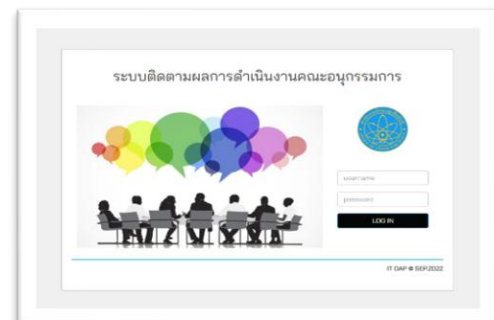 ระบบติดตามผลการดำเนินงานคณะอนุกรรมการ
username
password
LOG IN
IT OAP @ SEP.2022